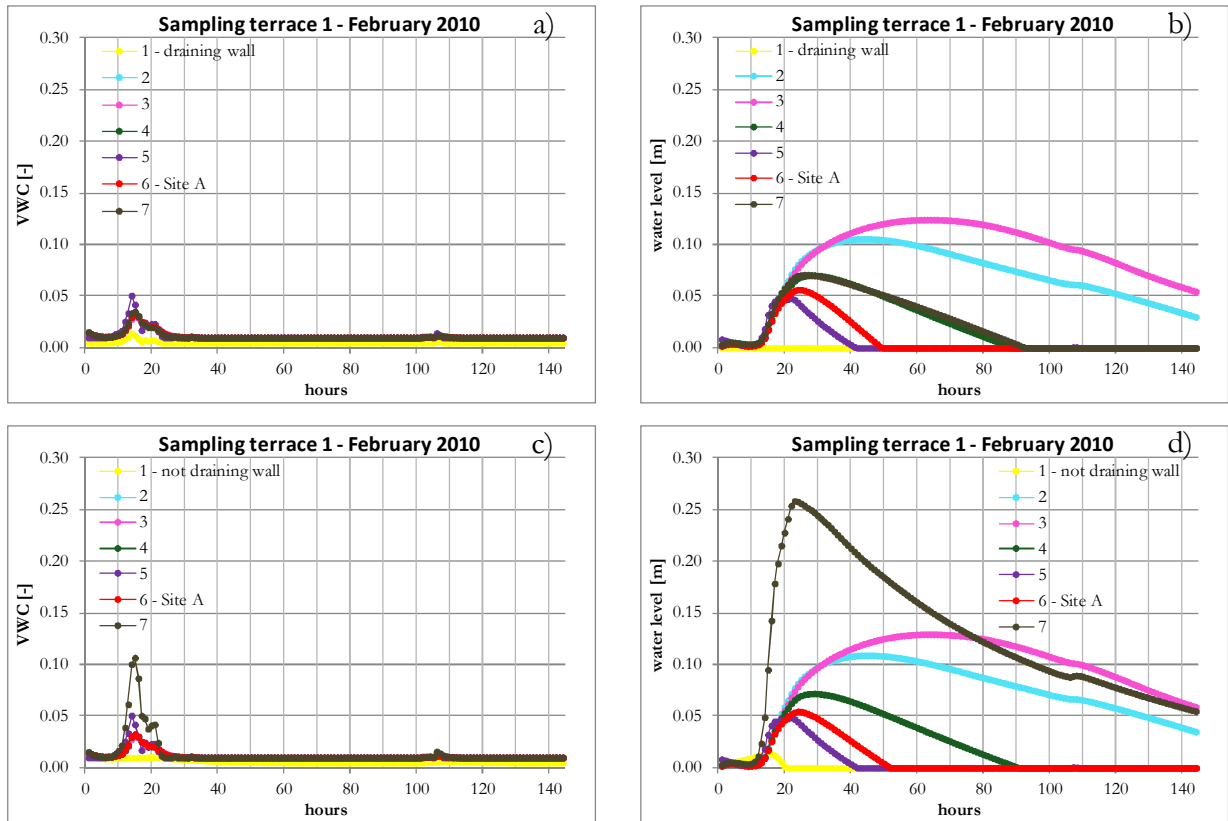 Sampling terrace 1 - February 2010
a)
0.30
0.25
0.20
0.15
0.10
0.05
0.00
VWC [-]
1 - draining wall
2
3
4
5
6 - Site A
7
0 20 40 60 80 100 120 140
hours
Sampling terrace 1 - February 2010
b)
0.30
0.25
0.20
0.15
0.10
0.05
0.00
water level [m]
1 - draining wall
2
3
4
5
6 - Site A
7
0 20 40 60 80 100 120 140
hours
Sampling terrace 1 - February 2010
c)
0.30
0.25
0.20
0.15
0.10
0.05
0.00
VWC [-]
1 - not draining wall
2
3
4
5
6 - Site A
7
0 20 40 60 80 100 120 140
hours
Sampling terrace 1 - February 2010
d)
0.30
0.25
0.20
0.15
0.10
0.05
0.00
water level [m]
1 - not draining wall
2
3
4
5
6 - Site A
7
0 20 40 60 80 100 120 140
hours